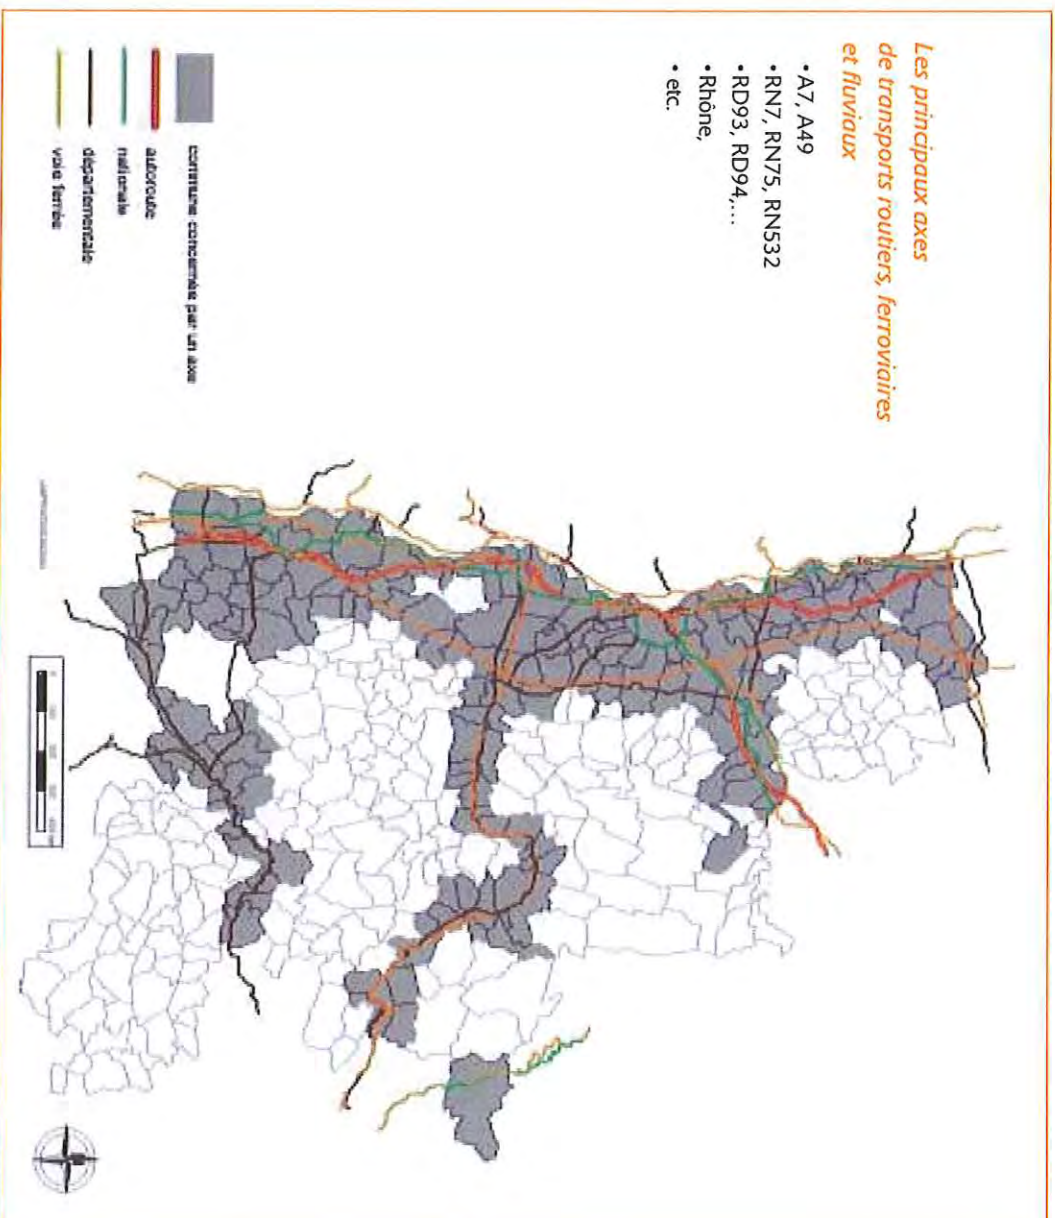 Les principaux axes
de transports routiers, ferroviaires
et fluviaux
• A7, A49
• RN7, RN75, RN532
• RD93, RD94,...
• Rhône,
• etc.
commune concernée par un axe
autoroute
nationale
départementale
voie ferrée